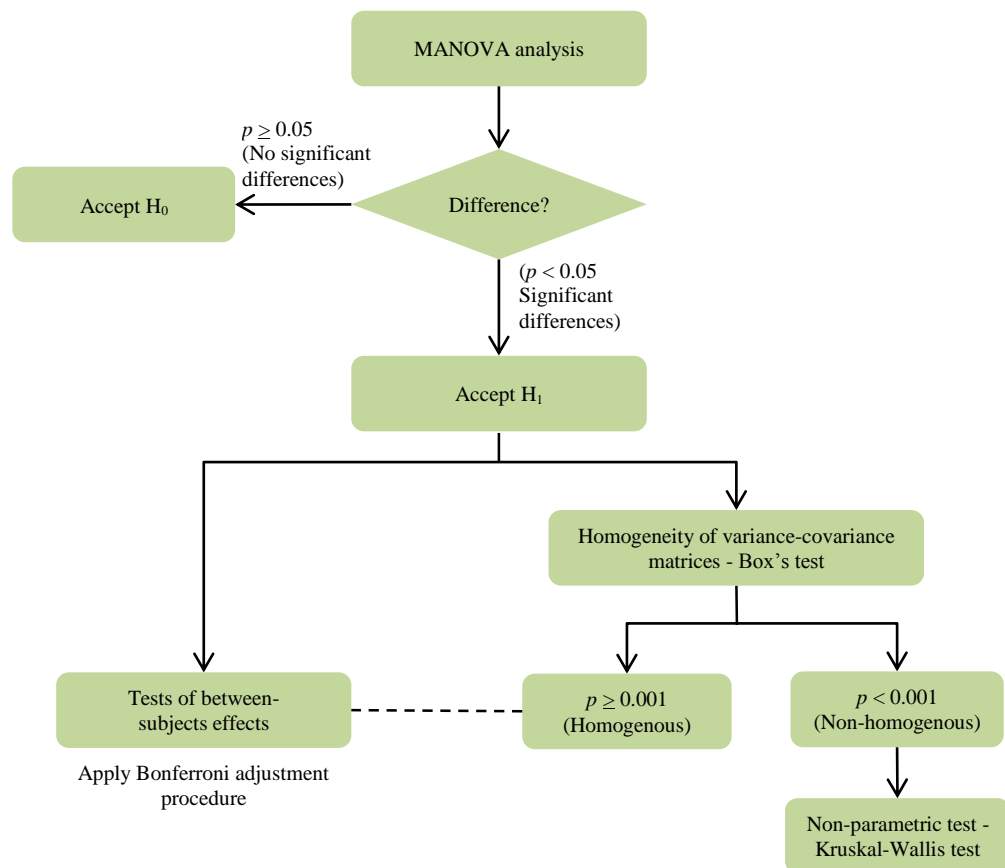 MANOVA analysis
p ≥ 0.05
(No significant
differences)
Accept H₀
Difference?
(p < 0.05
Significant
differences)
Accept H₁
Homogeneity of variance-covariance
matrices - Box’s test
Tests of between-
subjects effects
p ≥ 0.001
(Homogenous)
p < 0.001
(Non-homogenous)
Apply Bonferroni adjustment
procedure
Non-parametric test -
Kruskal-Wallis test